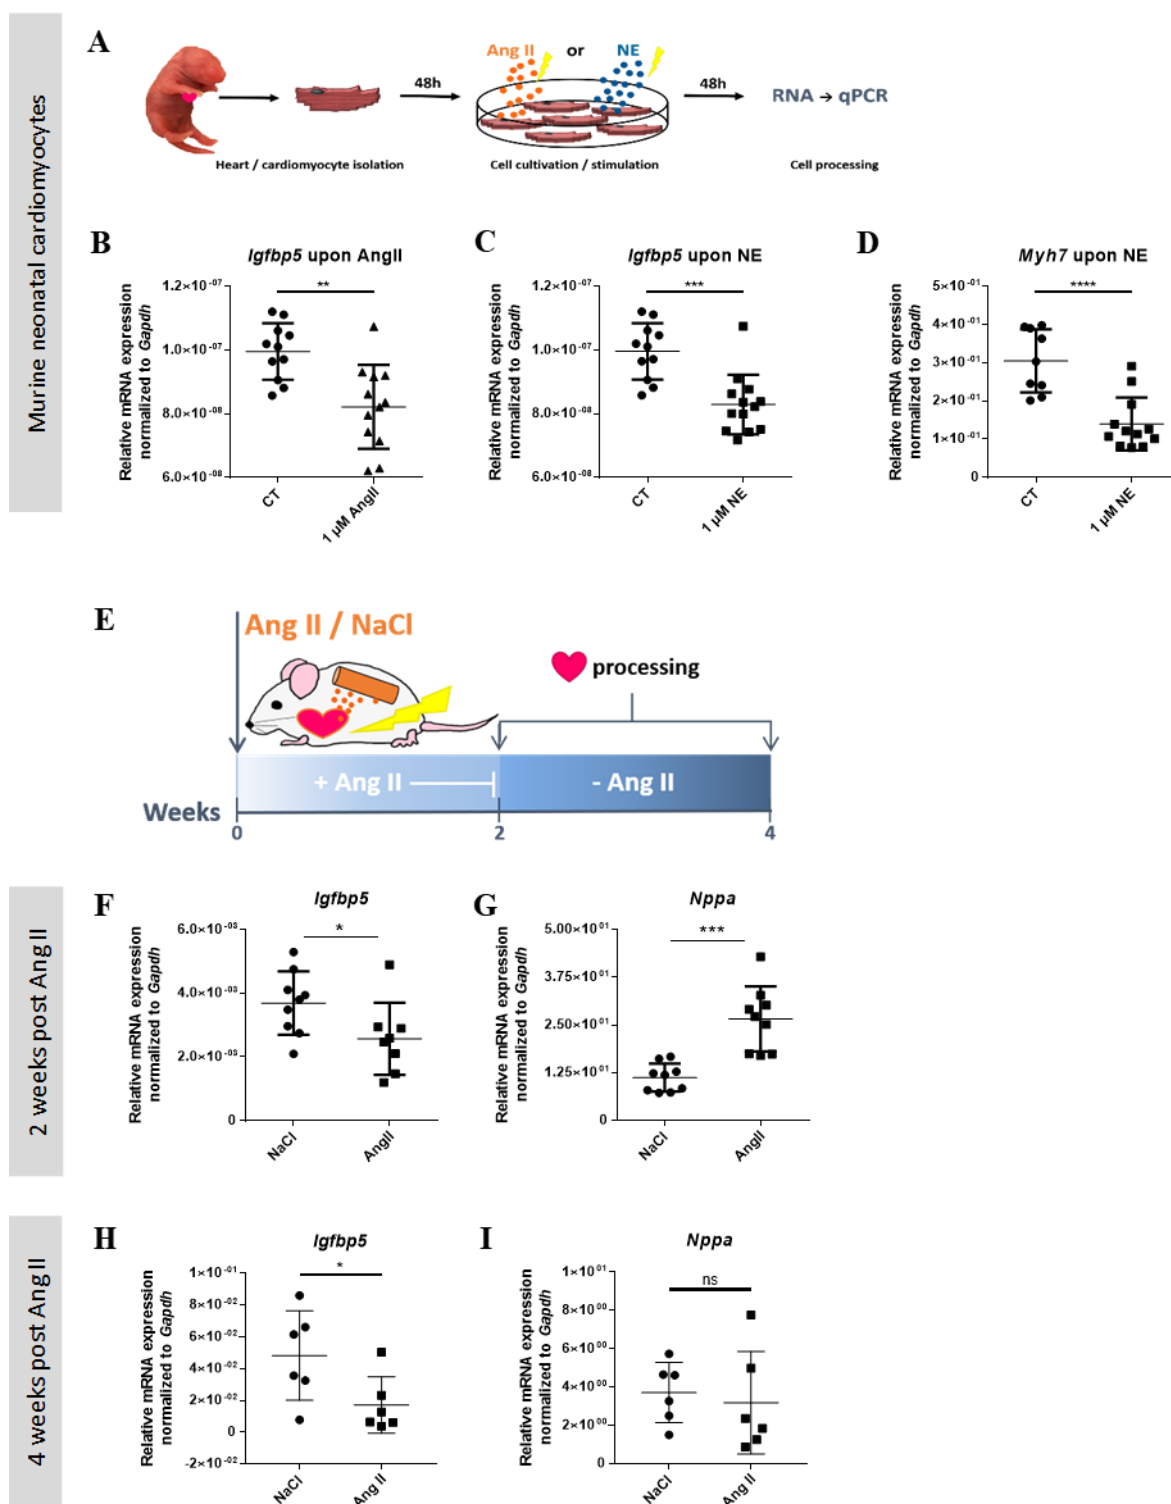 Murine neonatal cardiomyocytes
A
Ang II or NE
48h
48h
RNA → qPCR
Heart / cardiomyocyte isolation
Cell cultivation / stimulation
Cell processing
B
Igfbp5 upon AngII
Relative mRNA expression
normalized to Gapdh
1.2×10⁻⁰⁷
1.0×10⁻⁰⁷
8.0×10⁻⁰⁸
6.0×10⁻⁰⁸
**
CT
1 µM AngII
C
Igfbp5 upon NE
Relative mRNA expression
normalized to Gapdh
1.2×10⁻⁰⁷
1.0×10⁻⁰⁷
8.0×10⁻⁰⁸
6.0×10⁻⁰⁸
***
CT
1 µM NE
D
Myh7 upon NE
Relative mRNA expression
normalized to Gapdh
5×10⁻⁰¹
4×10⁻⁰¹
3×10⁻⁰¹
2×10⁻⁰¹
1×10⁻⁰¹
0
****
CT
1 µM NE
E
Ang II / NaCl
processing
+ Ang II
- Ang II
Weeks
0
2
4
2 weeks post Ang II
F
Igfbp5
Relative mRNA expression
normalized to Gapdh
6.0×10⁻⁰³
4.0×10⁻⁰³
2.0×10⁻⁰³
0
*
NaCl
AngII
G
Nppa
Relative mRNA expression
normalized to Gapdh
5.00×10⁰¹
3.75×10⁰¹
2.50×10⁰¹
1.25×10⁰¹
0
***
NaCl
AngII
4 weeks post Ang II
H
Igfbp5
Relative mRNA expression
normalized to Gapdh
1×10⁻⁰¹
8×10⁻⁰²
6×10⁻⁰²
4×10⁻⁰²
2×10⁻⁰²
0
-2×10⁻⁰²
*
NaCl
Ang II
I
Nppa
Relative mRNA expression
normalized to Gapdh
1×10⁰¹
8×10⁰⁰
6×10⁰⁰
4×10⁰⁰
2×10⁰⁰
0
ns
NaCl
Ang II